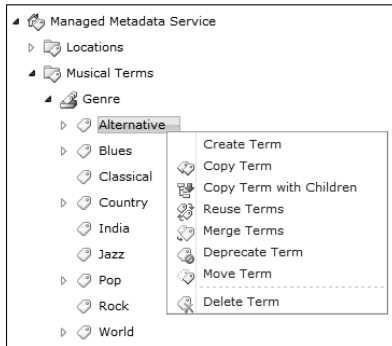 Managed Metadata Service
Locations
Musical Terms
Genre
Alternative
Blues
Classical
Country
India
Jazz
Pop
Rock
World
Create Term
Copy Term
Copy Term with Children
Reuse Terms
Merge Terms
Deprecate Term
Move Term
Delete Term